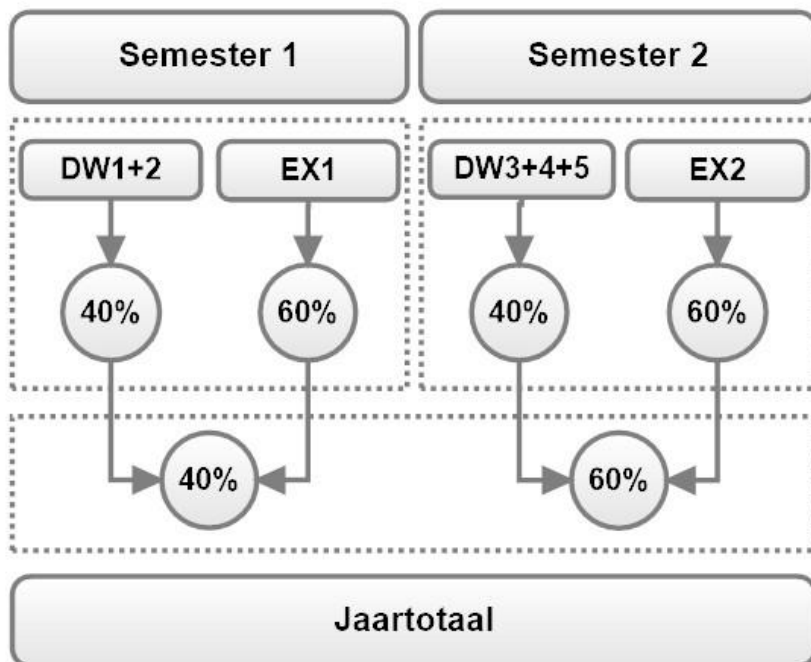 Semester 1
Semester 2
DW1+2
EX1
DW3+4+5
EX2
40%
60%
40%
60%
40%
60%
Jaartotaal